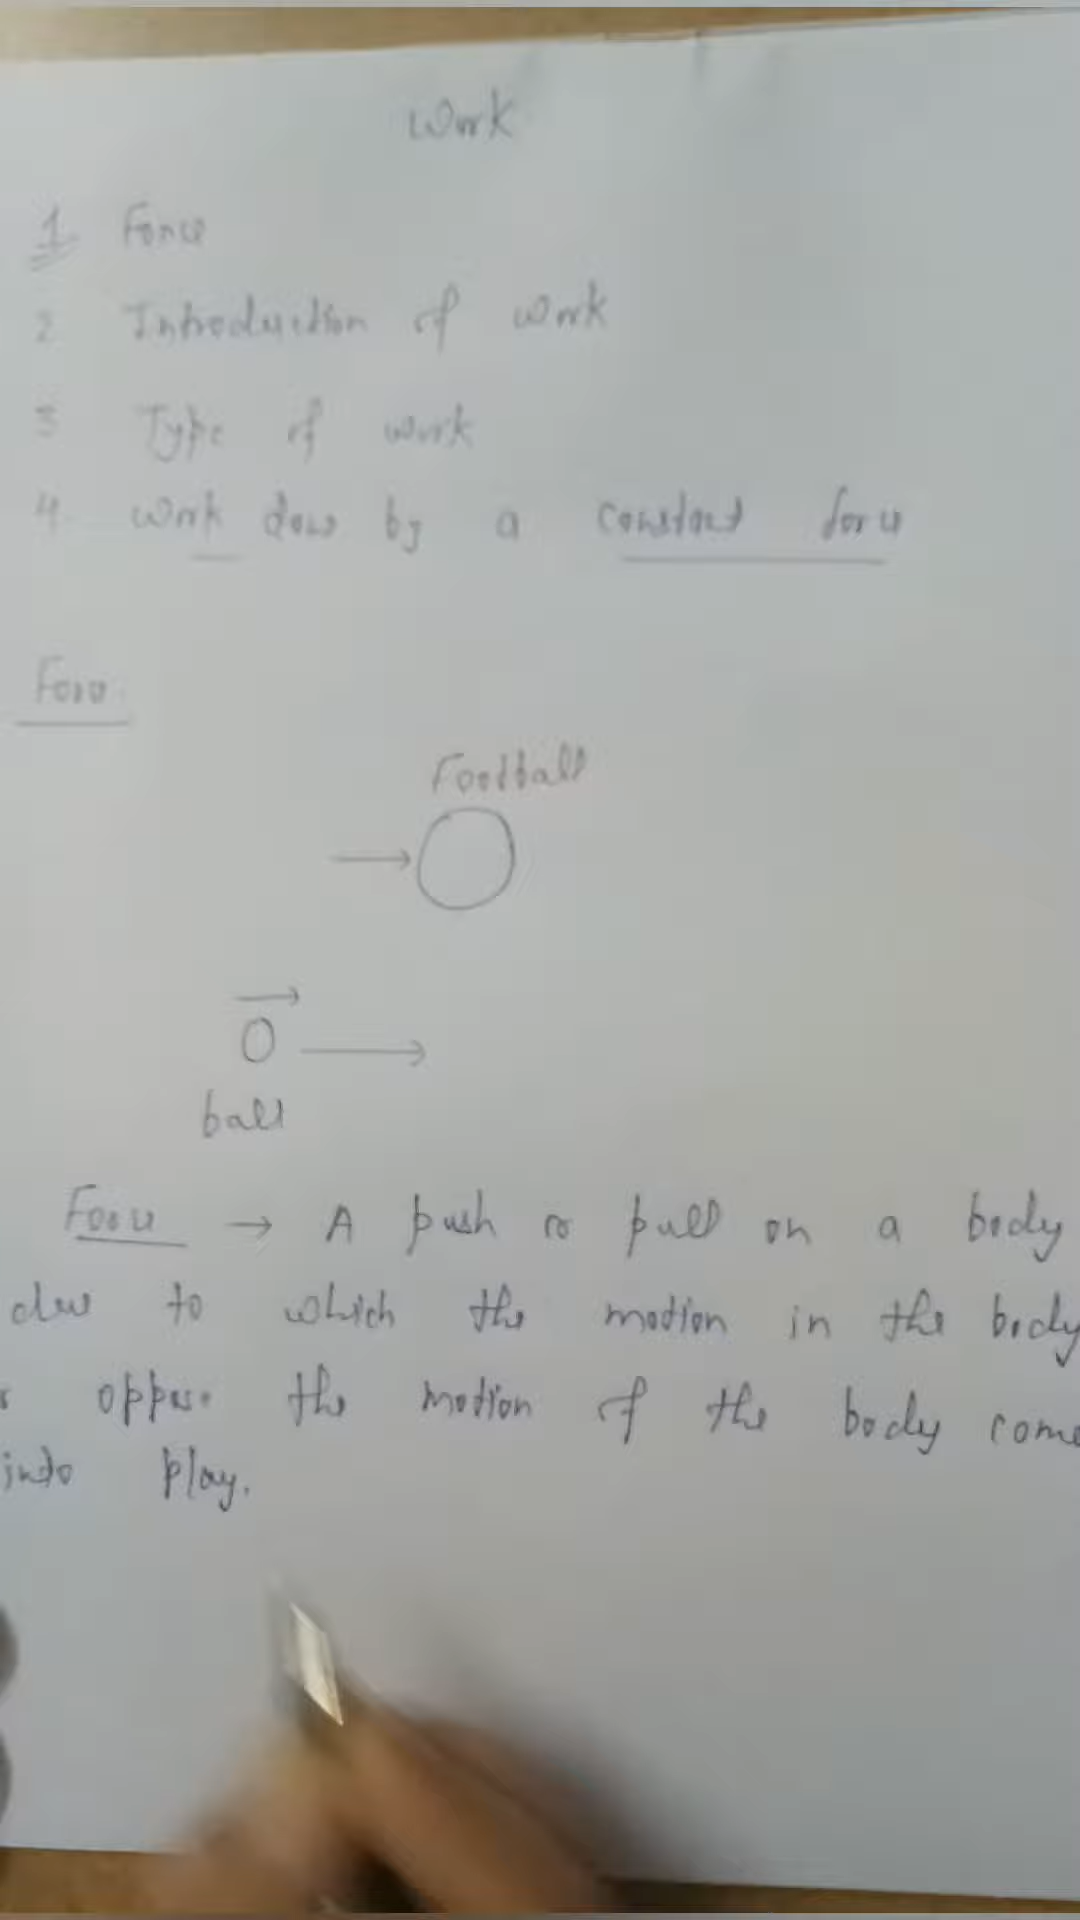 Work
1 Force
2 Introduction of work
3 Type of work
4. Work done by a constant force
Force
Football
ball
Force → A push or pull on a body
due to which the motion in the body
oppose the motion of the body come
into play.